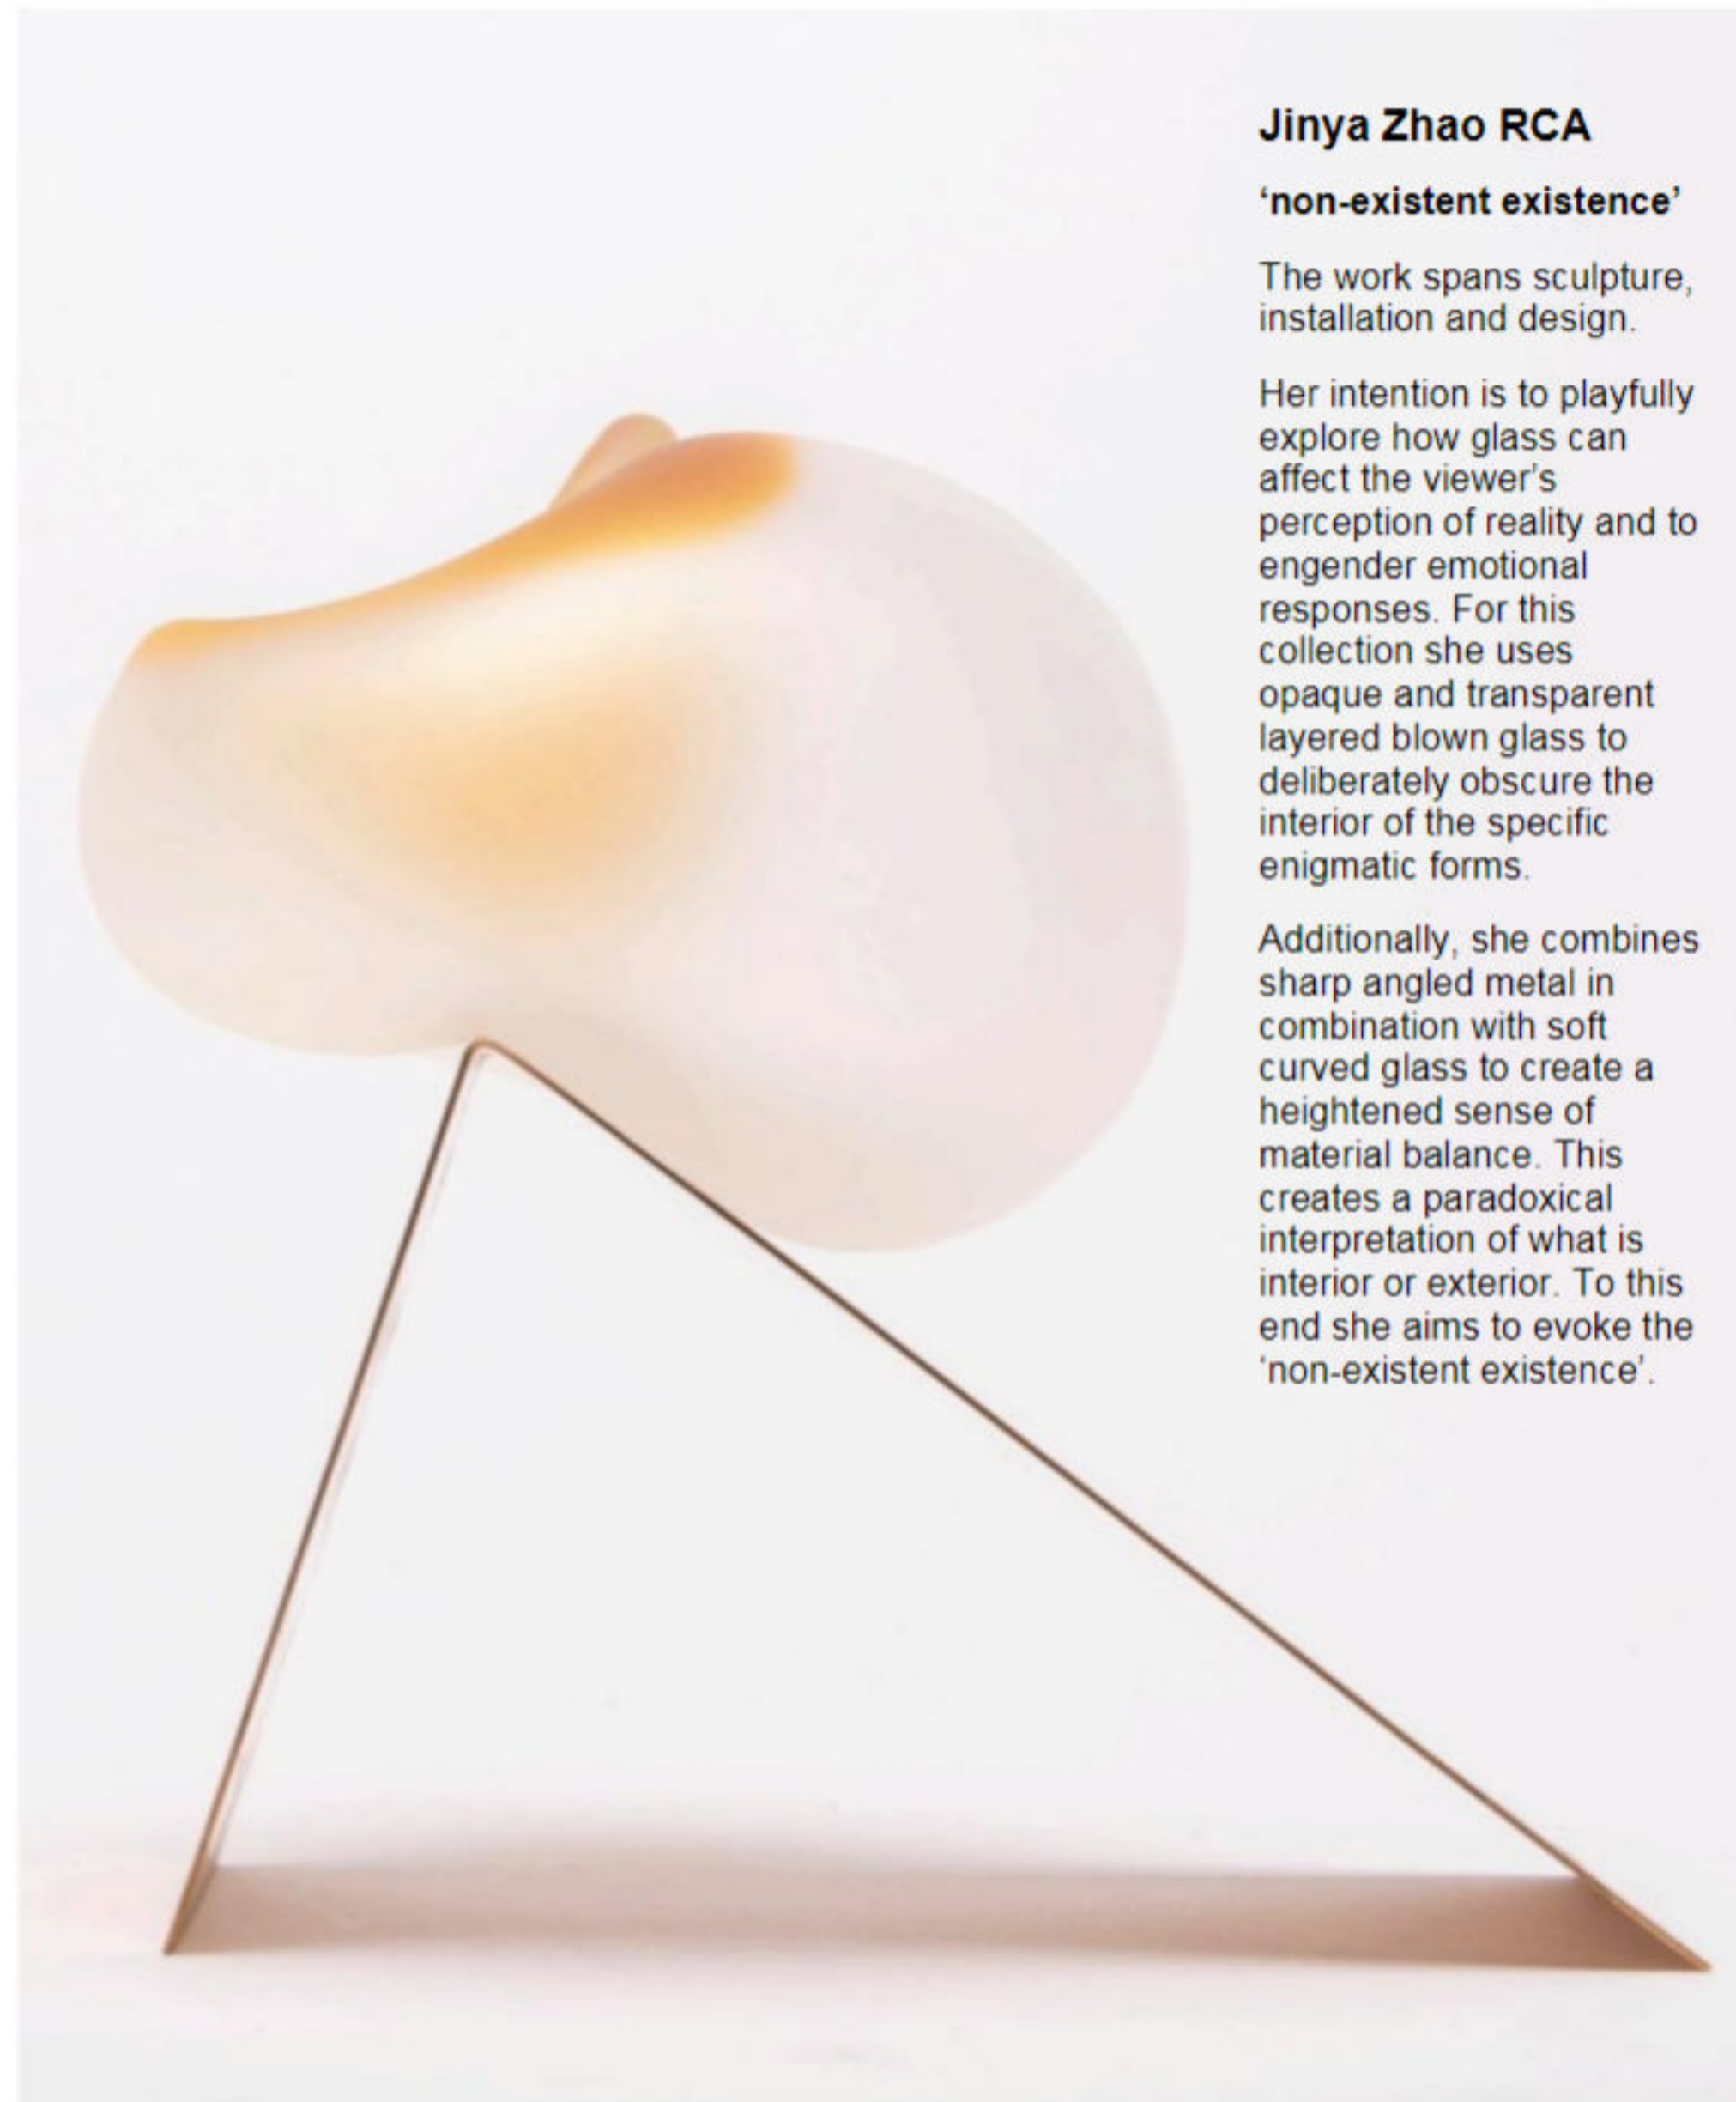 Jinya Zhao RCA
‘non-existent existence’
The work spans sculpture,
installation and design.
Her intention is to playfully
explore how glass can
affect the viewer’s
perception of reality and to
engender emotional
responses. For this
collection she uses
opaque and transparent
layered blown glass to
deliberately obscure the
interior of the specific
enigmatic forms.
Additionally, she combines
sharp angled metal in
combination with soft
curved glass to create a
heightened sense of
material balance. This
creates a paradoxical
interpretation of what is
interior or exterior. To this
end she aims to evoke the
‘non-existent existence’.